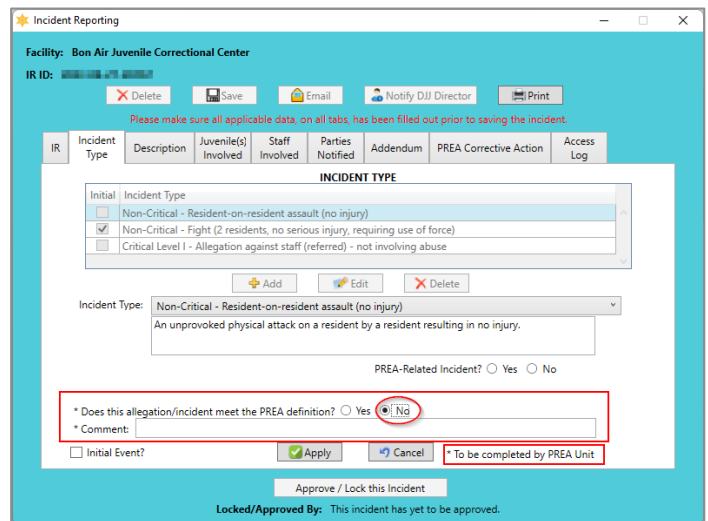 Incident Reporting
Facility: Bon Air Juvenile Correctional Center
IR ID:
Delete Save Email Notify DJJ Director Print
Please make sure all applicable data, on all tabs, has been filled out prior to saving the incident.
IR Incident Type Description Juvenile(s) Involved Staff Involved Parties Notified Addendum PREA Corrective Action Access Log
INCIDENT TYPE
Initial Incident Type
Non-Critical - Resident-on-resident assault (no injury)
Non-Critical - Fight (2 residents, no serious injury, requiring use of force)
Critical Level I - Allegation against staff (referred) - not involving abuse
Add Edit Delete
Incident Type: Non-Critical - Resident-on-resident assault (no injury)
An unprovoked physical attack on a resident by a resident resulting in no injury.
PREA-Related Incident? Yes No
* Does this allegation/incident meet the PREA definition? Yes No
* Comment:
Initial Event? Apply Cancel * To be completed by PREA Unit
Approve / Lock this Incident
Locked/Approved By: This incident has yet to be approved.